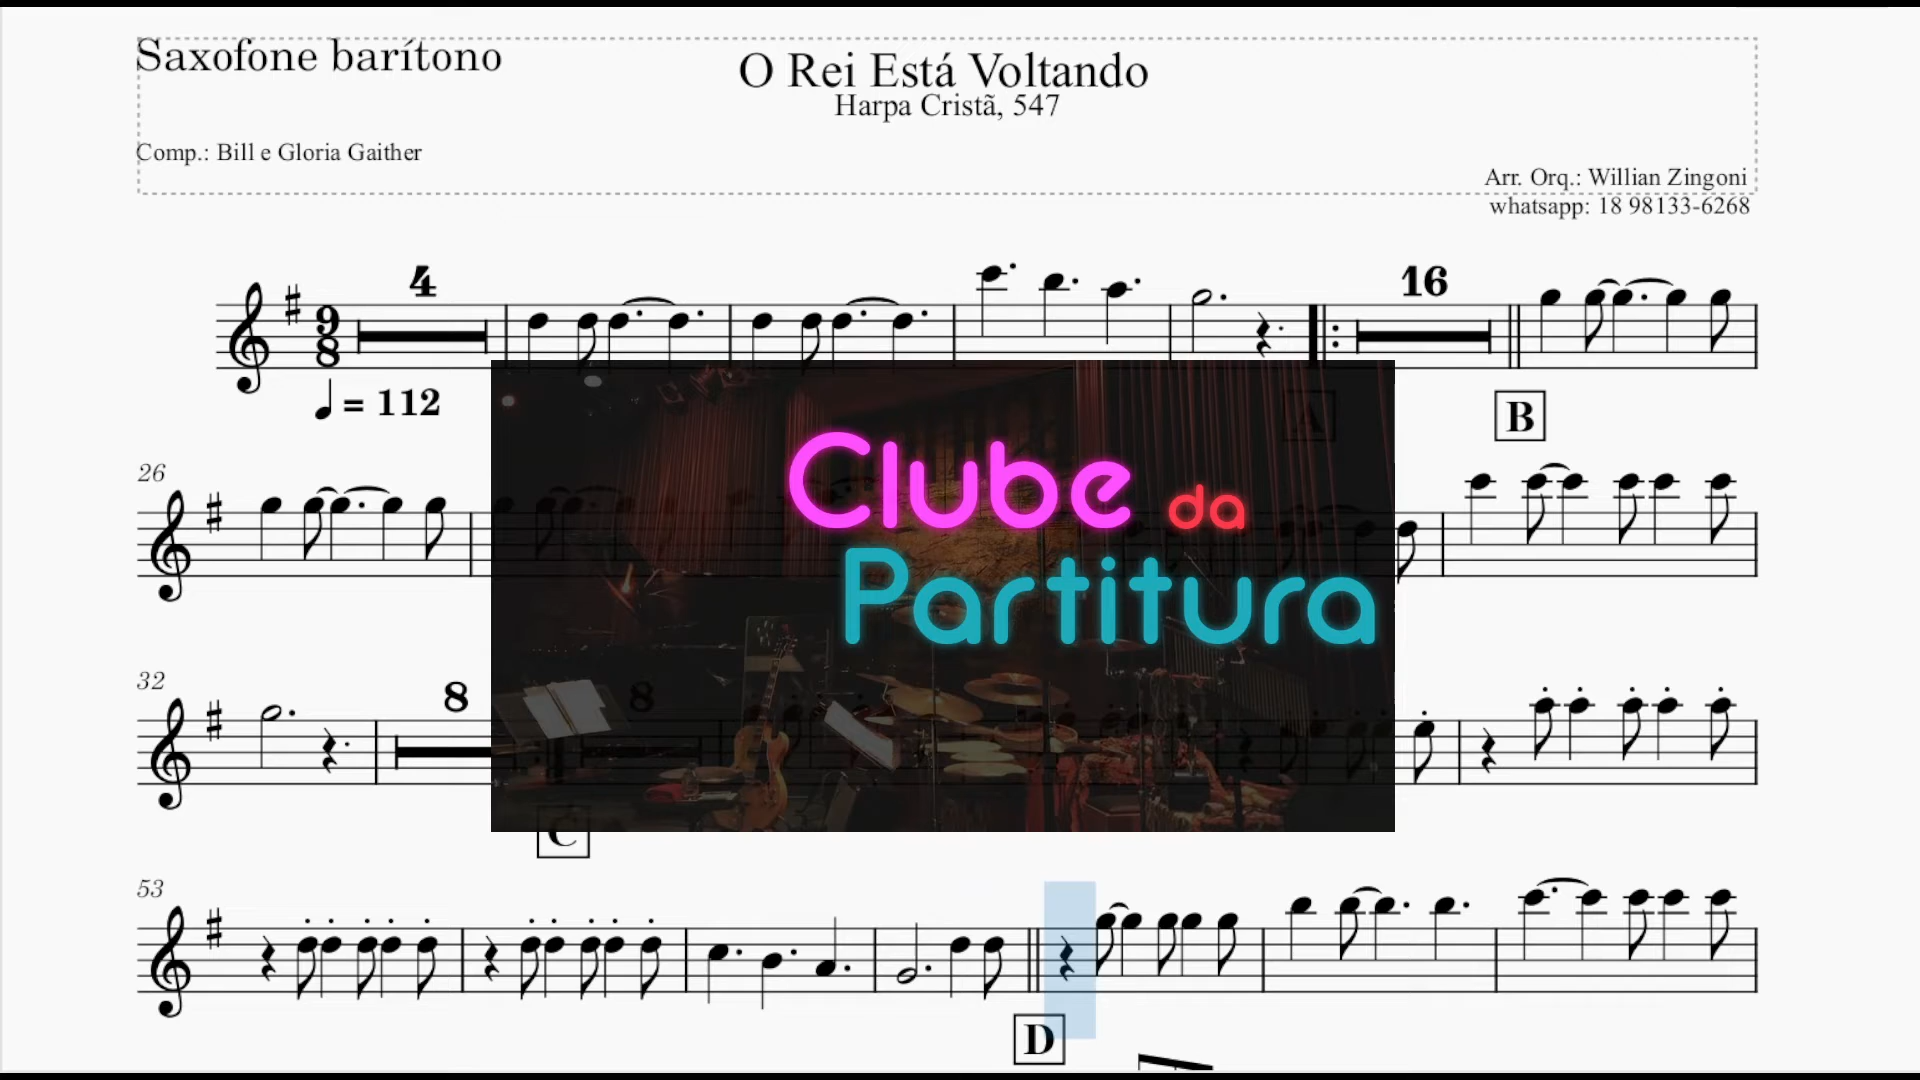 Saxofone barítono
O Rei Está Voltando
Harpa Cristã, 547
Comp.: Bill e Gloria Gaither
Arr. Orq.: Willian Zingoni
whatsapp: 18 98133-6268
4
16
9
8
= 112
A
B
26
Clube da
Partitura
32
8
8
C
53
D